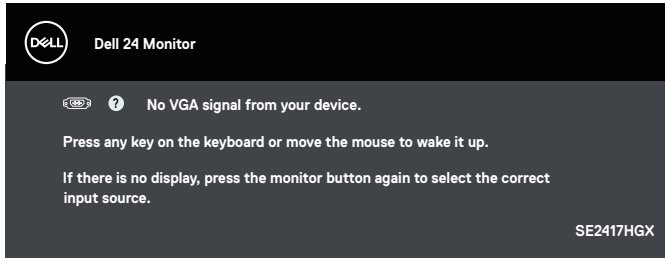 DELL
Dell 24 Monitor
? No VGA signal from your device.
Press any key on the keyboard or move the mouse to wake it up.
If there is no display, press the monitor button again to select the correct
input source.
SE2417HGX